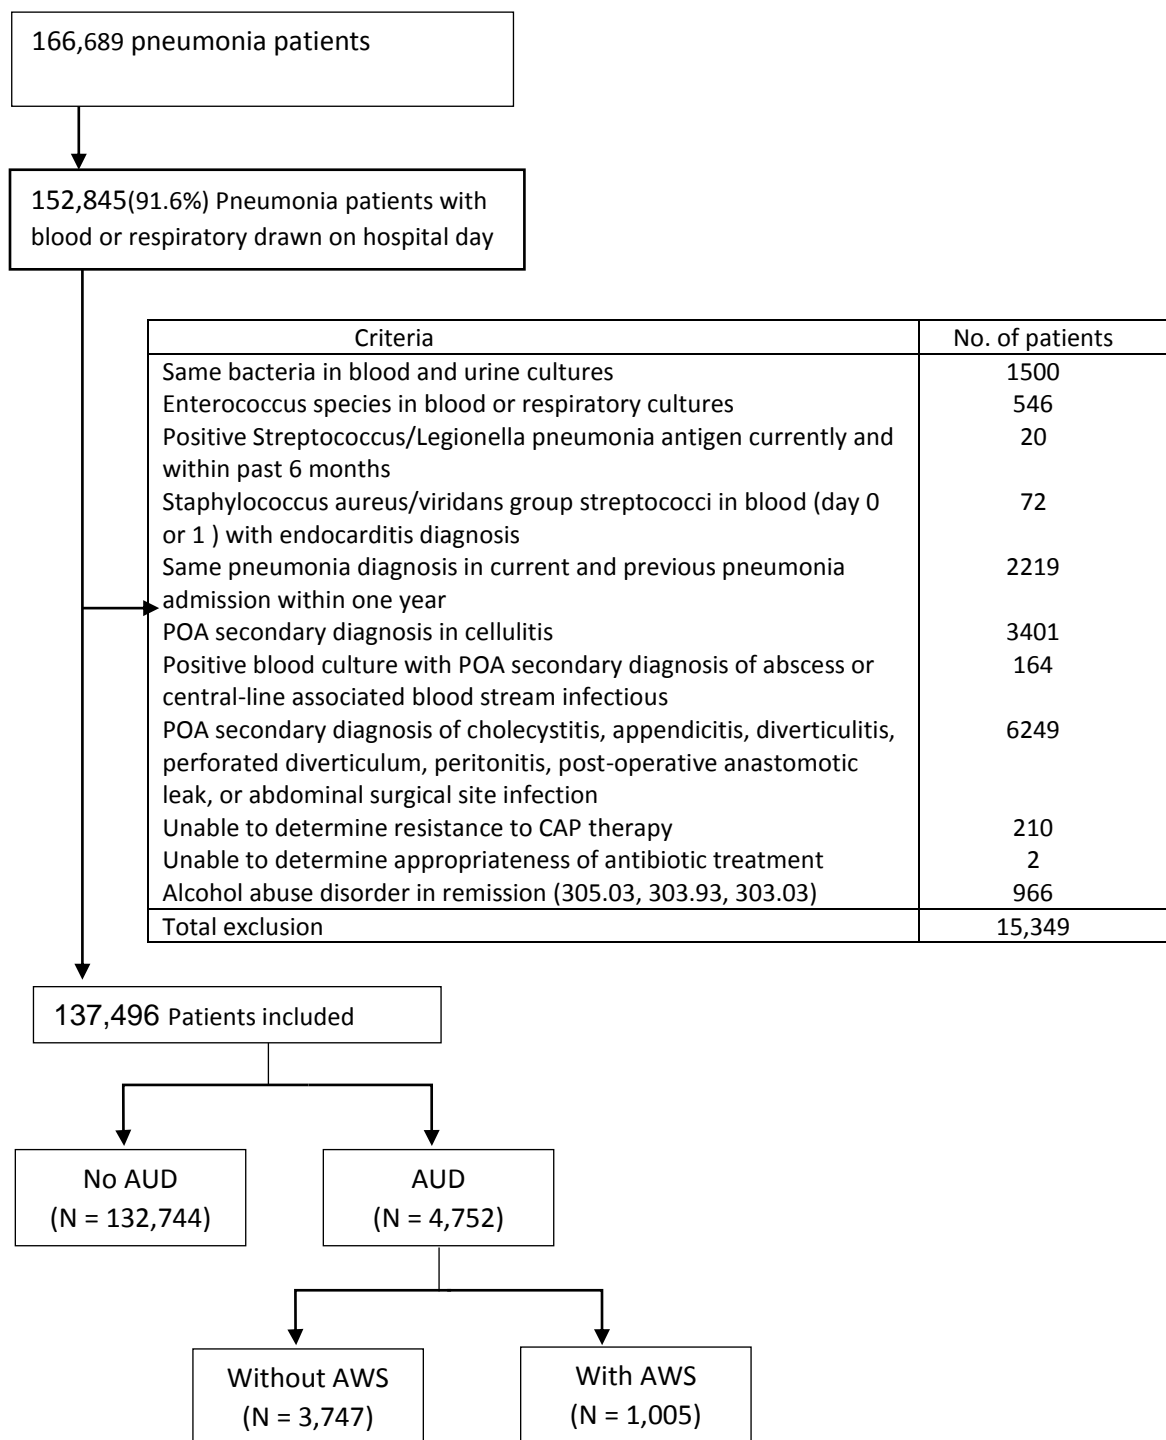 166,689 pneumonia patients
152,845(91.6%) Pneumonia patients with
blood or respiratory drawn on hospital day
Criteria No. of patients
Same bacteria in blood and urine cultures 1500
Enterococcus species in blood or respiratory cultures 546
Positive Streptococcus/Legionella pneumonia antigen currently and 20
within past 6 months
Staphylococcus aureus/viridans group streptococci in blood (day 0 72
or 1 ) with endocarditis diagnosis
Same pneumonia diagnosis in current and previous pneumonia 2219
admission within one year
POA secondary diagnosis in cellulitis 3401
Positive blood culture with POA secondary diagnosis of abscess or 164
central-line associated blood stream infectious
POA secondary diagnosis of cholecystitis, appendicitis, diverticulitis, 6249
perforated diverticulum, peritonitis, post-operative anastomotic
leak, or abdominal surgical site infection
Unable to determine resistance to CAP therapy 210
Unable to determine appropriateness of antibiotic treatment 2
Alcohol abuse disorder in remission (305.03, 303.93, 303.03) 966
Total exclusion 15,349
137,496 Patients included
No AUD
(N = 132,744)
AUD
(N = 4,752)
Without AWS
(N = 3,747)
With AWS
(N = 1,005)